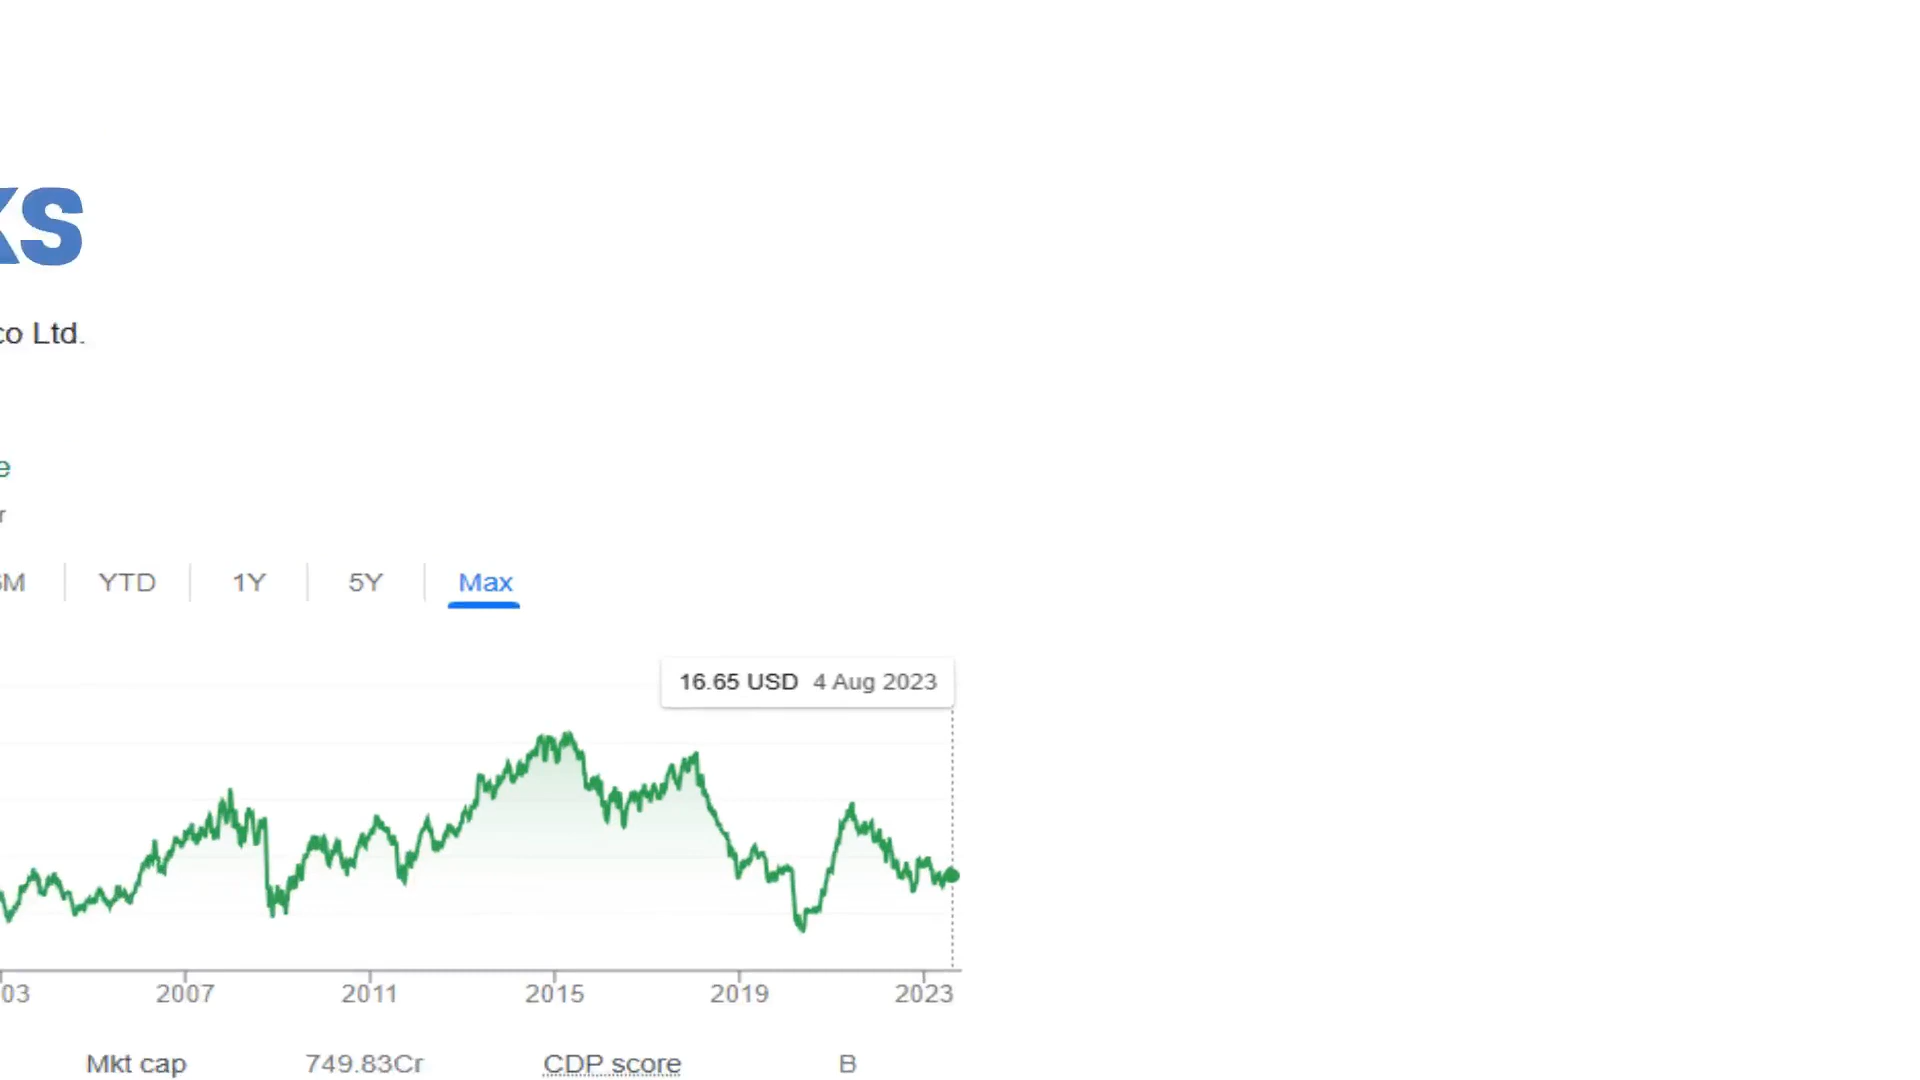 KS
co Ltd.
e
r
6M YTD 1Y 5Y Max
16.65 USD 4 Aug 2023
03 2007 2011 2015 2019 2023
Mkt cap 749.83Cr CDP score B